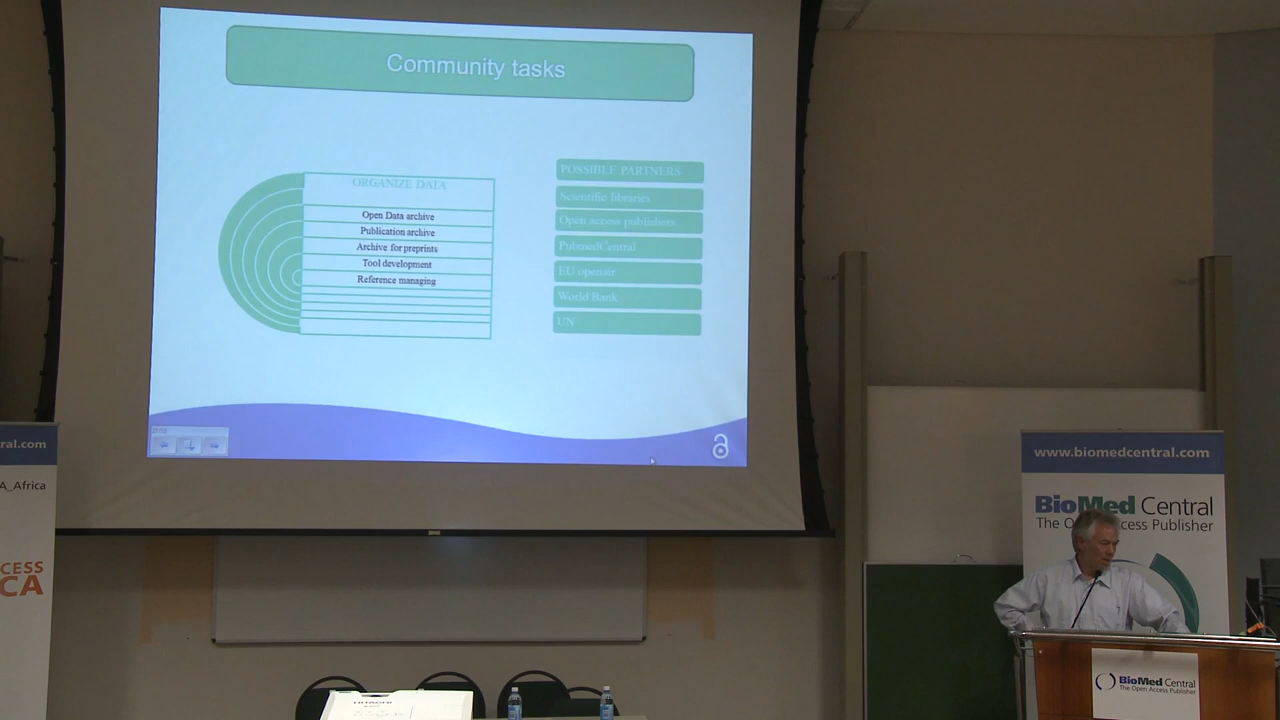 Community tasks
ORGANIZE DATA
Open Data archive
Publication archive
Archive for preprints
Tool development
Reference managing
POSSIBLE PARTNERS
Scientific libraries
Open access publishers
PubmedCentral
EU openair
World Bank
UN
ral.com
A_Africa
CESS
CA
www.biomedcentral.com
BioMed Central
The Open Access Publisher
BioMed Central
The Open Access Publisher
HITACHI